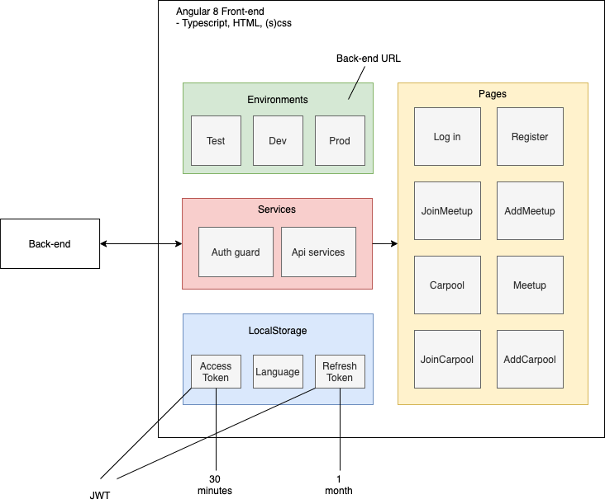 Angular 8 Front-end
- Typescript, HTML, (s)css
Back-end URL
Environments
Test
Dev
Prod
Pages
Log in
Register
JoinMeetup
AddMeetup
Carpool
Meetup
JoinCarpool
AddCarpool
Services
Auth guard
Api services
Back-end
LocalStorage
Access
Token
Language
Refresh
Token
JWT
30
minutes
1
month